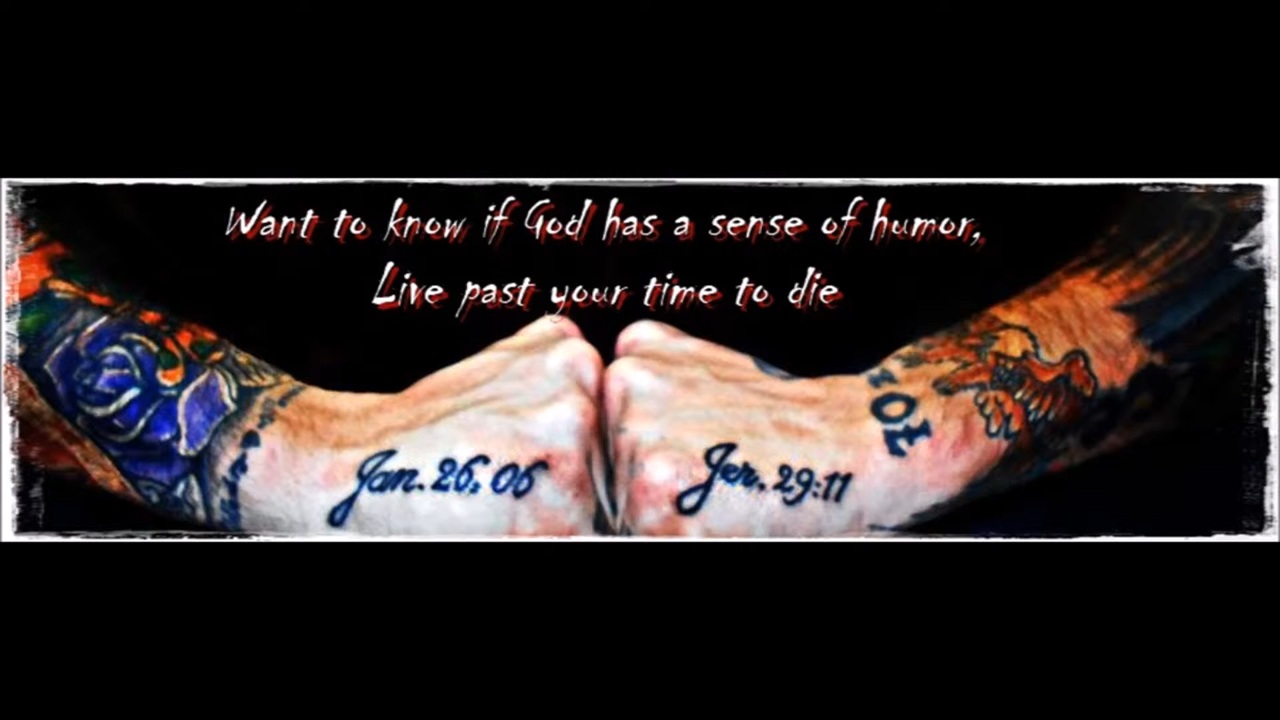 Want to know if God has a sense of humor,
Live past your time to die
Jan. 26, 06
Jer. 29:11